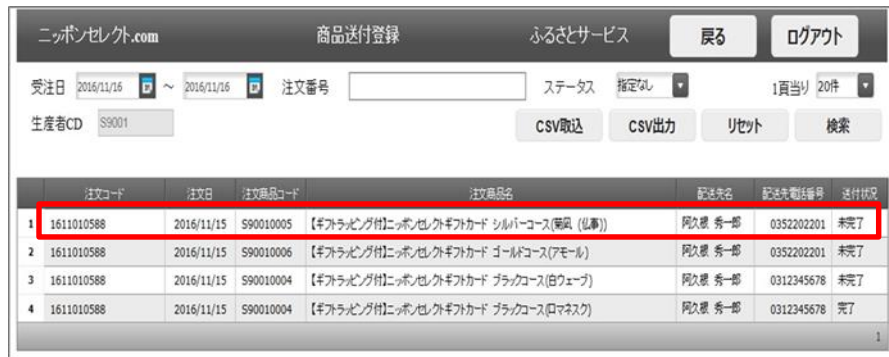 ニッポンセレクト.com 商品送付登録 ふるさとサービス 戻る ログアウト
受注日 2016/11/16 ～ 2016/11/16 注文番号 ステータス 指定なし 1頁当り 20件
生産者CD S9001 CSV取込 CSV出力 リセット 検索
注文コード 注文日 注文商品コード 注文商品名 配送先名 配送先電話番号 送付状況
1 1611010588 2016/11/15 S90010005 【ギフトラッピング付】ニッポンセレクトギフトカード シルバーコース(菊凪 (仏事)) 阿久根 秀一郎 0352202201 未完了
2 1611010588 2016/11/15 S90010006 【ギフトラッピング付】ニッポンセレクトギフトカード ゴールドコース(アモール) 阿久根 秀一郎 0352202201 未完了
3 1611010588 2016/11/15 S90010004 【ギフトラッピング付】ニッポンセレクトギフトカード ブラックコース(白ウェーブ) 阿久根 秀一郎 0312345678 未完了
4 1611010588 2016/11/15 S90010004 【ギフトラッピング付】ニッポンセレクトギフトカード ブラックコース(ロマネスク) 阿久根 秀一郎 0312345678 完了
1